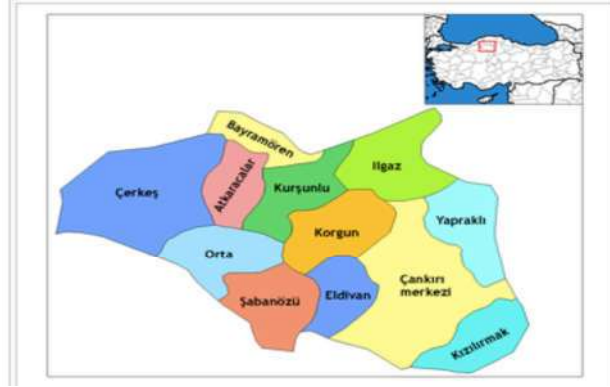 Bayramören
Ilgaz
Çerkeş
Atkaracalar
Kurşunlu
Yapraklı
Korgun
Orta
Çankırı
merkezi
Şabanözü
Eldivan
Kızılırmak